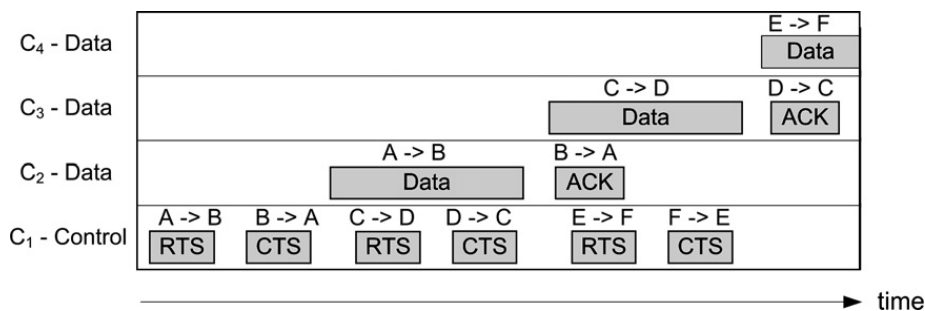 E -> F
C₄ - Data
Data
C -> D
D -> C
C₃ - Data
Data
ACK
A -> B
B -> A
C₂ - Data
Data
ACK
A -> B
B -> A
C -> D
D -> C
E -> F
F -> E
C₁ - Control
RTS
CTS
RTS
CTS
RTS
CTS
time